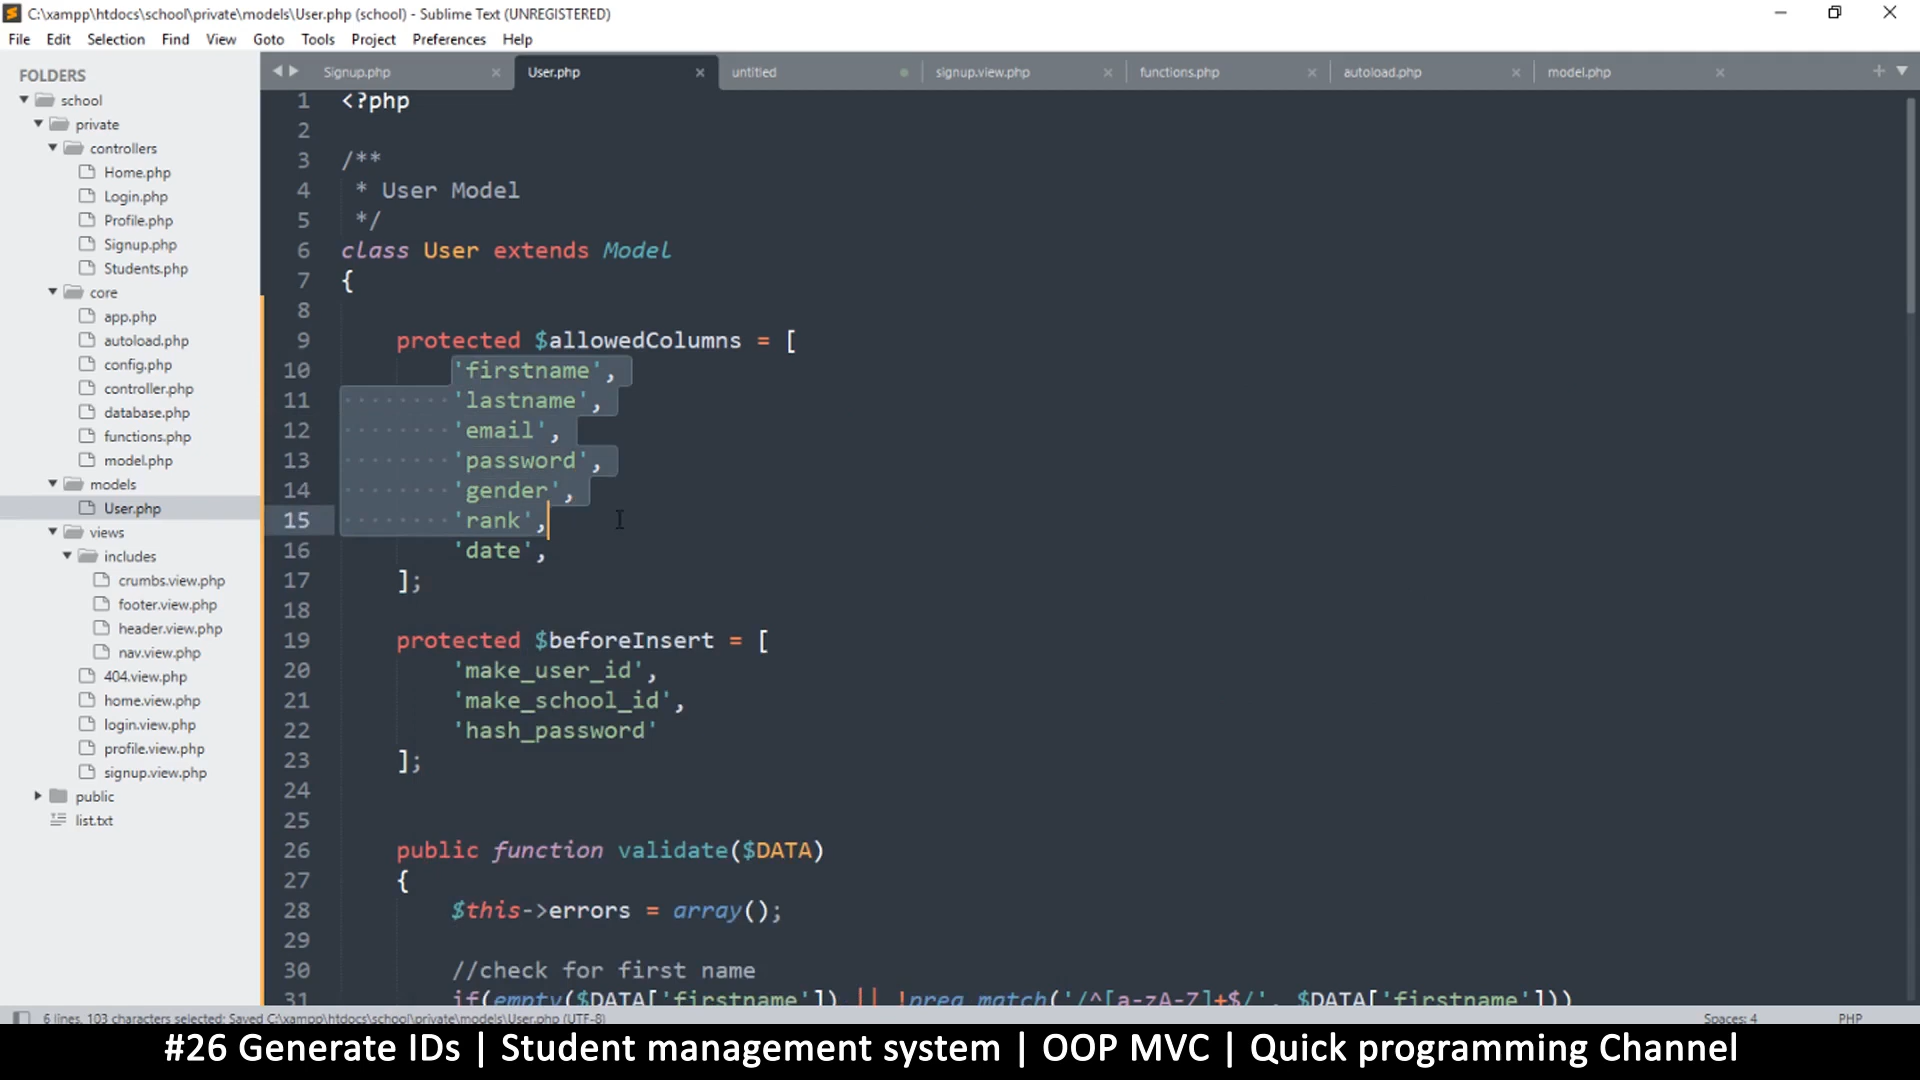 C:\xampp\htdocs\school\private\models\User.php (school) - Sublime Text (UNREGISTERED)
File Edit Selection Find View Goto Tools Project Preferences Help
FOLDERS
school
private
controllers
Home.php
Login.php
Profile.php
Signup.php
Students.php
core
app.php
autoload.php
config.php
controller.php
database.php
functions.php
model.php
models
User.php
views
includes
crumbs.view.php
footer.view.php
header.view.php
nav.view.php
404.view.php
home.view.php
login.view.php
profile.view.php
signup.view.php
public
list.txt
Signup.php User.php untitled signup.view.php functions.php autoload.php model.php
1 <?php
2
3 /**
4 * User Model
5 */
6 class User extends Model
7 {
8
9 protected $allowedColumns = [
10 'firstname',
11 'lastname',
12 'email',
13 'password',
14 'gender',
15 'rank',
16 'date',
17 ];
18
19 protected $beforeInsert = [
20 'make_user_id',
21 'make_school_id',
22 'hash_password'
23 ];
24
25
26 public function validate($DATA)
27 {
28 $this->errors = array();
29
30 //check for first name
31 if(empty($DATA['firstname']) || !preg_match('/^[a-zA-Z]+$/', $DATA['firstname']))
6 lines, 103 characters selected; Saved C:\xampp\htdocs\school\private\models\User.php (UTF-8) Spaces: 4 PHP
#26 Generate IDs | Student management system | OOP MVC | Quick programming Channel